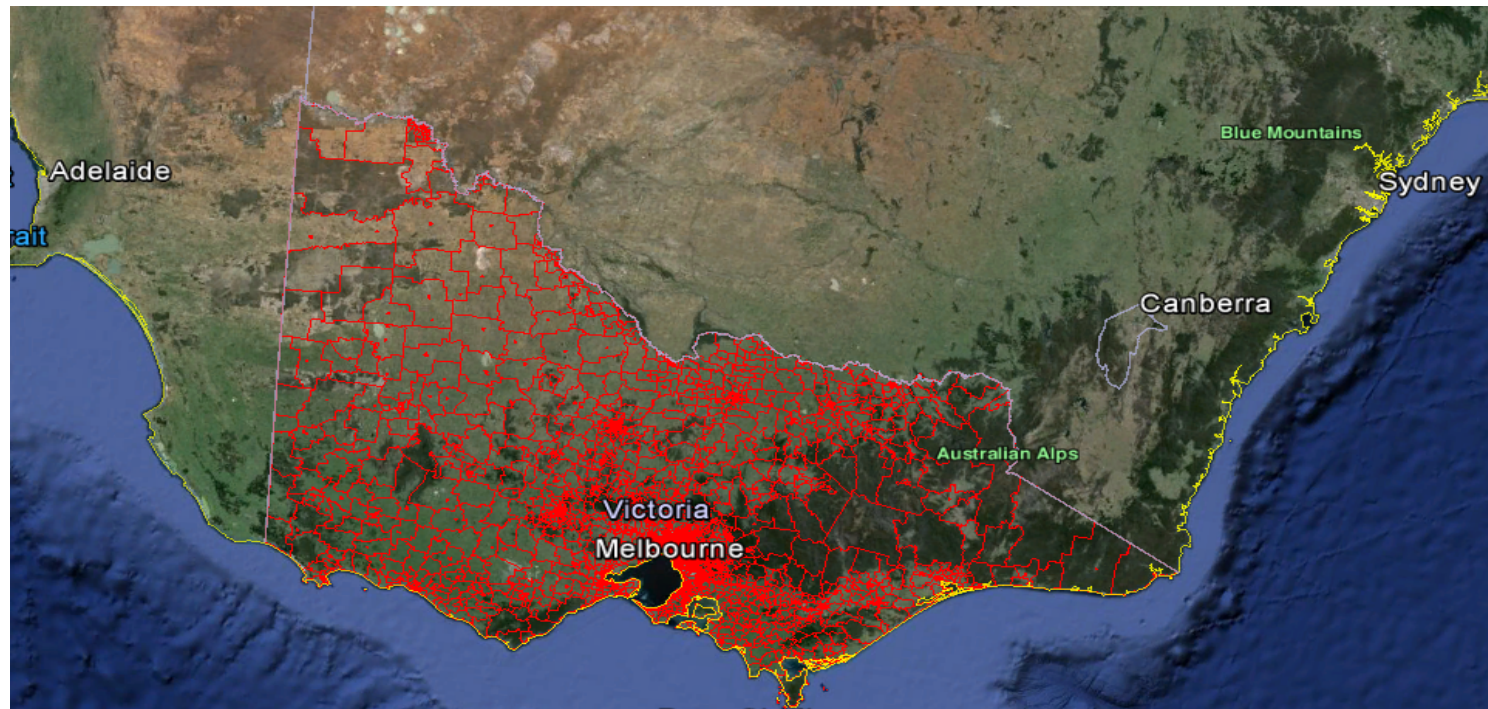 Blue Mountains
Adelaide
Sydney
rait
Canberra
Australian Alps
Victoria
Melbourne